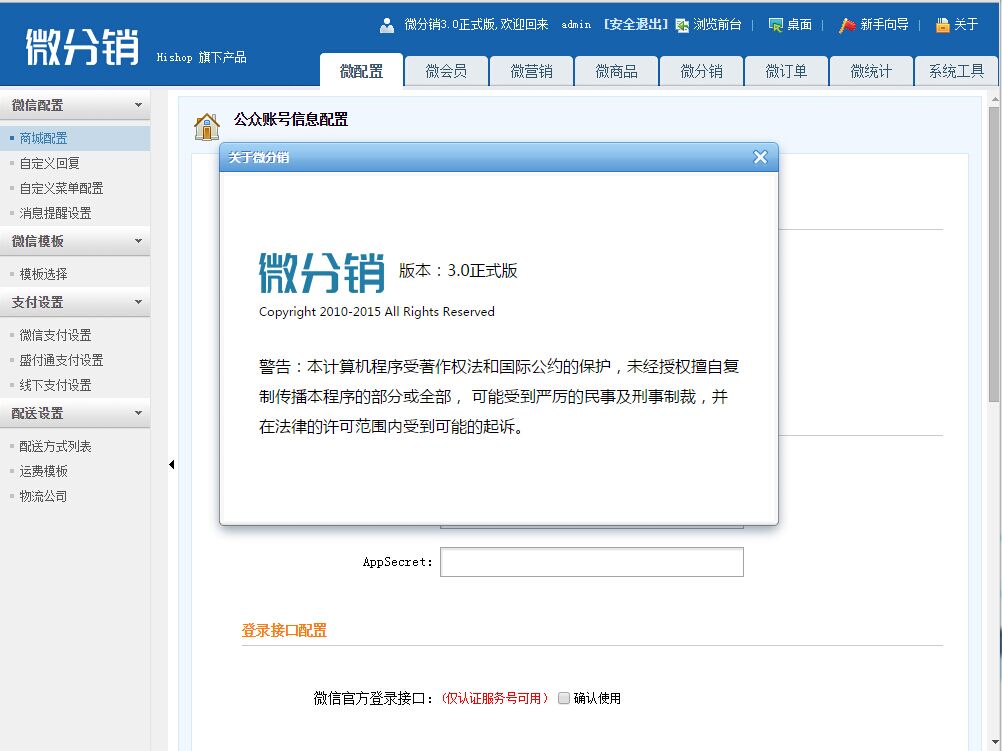 微分销 Hishop 旗下产品
微分销3.0正式版,欢迎回来 admin [安全退出] 浏览前台 | 桌面 | 新手向导 | 关于
微配置 微会员 微营销 微商品 微分销 微订单 微统计 系统工具
微信配置
商城配置
自定义回复
自定义菜单配置
消息提醒设置
微信模板
模板选择
支付设置
微信支付设置
盛付通支付设置
线下支付设置
配送设置
配送方式列表
运费模板
物流公司
公众账号信息配置
关于微分销
微分销 版本：3.0正式版
Copyright 2010-2015 All Rights Reserved
警告：本计算机程序受著作权法和国际公约的保护，未经授权擅自复
制传播本程序的部分或全部， 可能受到严厉的民事及刑事制裁，并
在法律的许可范围内受到可能的起诉。
AppSecret：
登录接口配置
微信官方登录接口：（仅认证服务号可用） 确认使用